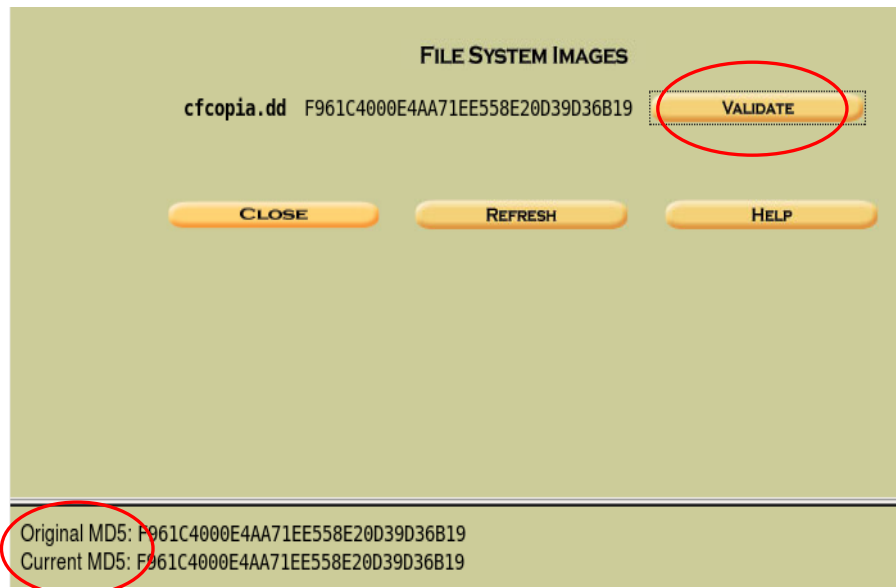 FILE SYSTEM IMAGES
cfcopia.dd F961C4000E4AA71EE558E20D39D36B19 VALIDATE
CLOSE REFRESH HELP
Original MD5: F961C4000E4AA71EE558E20D39D36B19
Current MD5: F961C4000E4AA71EE558E20D39D36B19